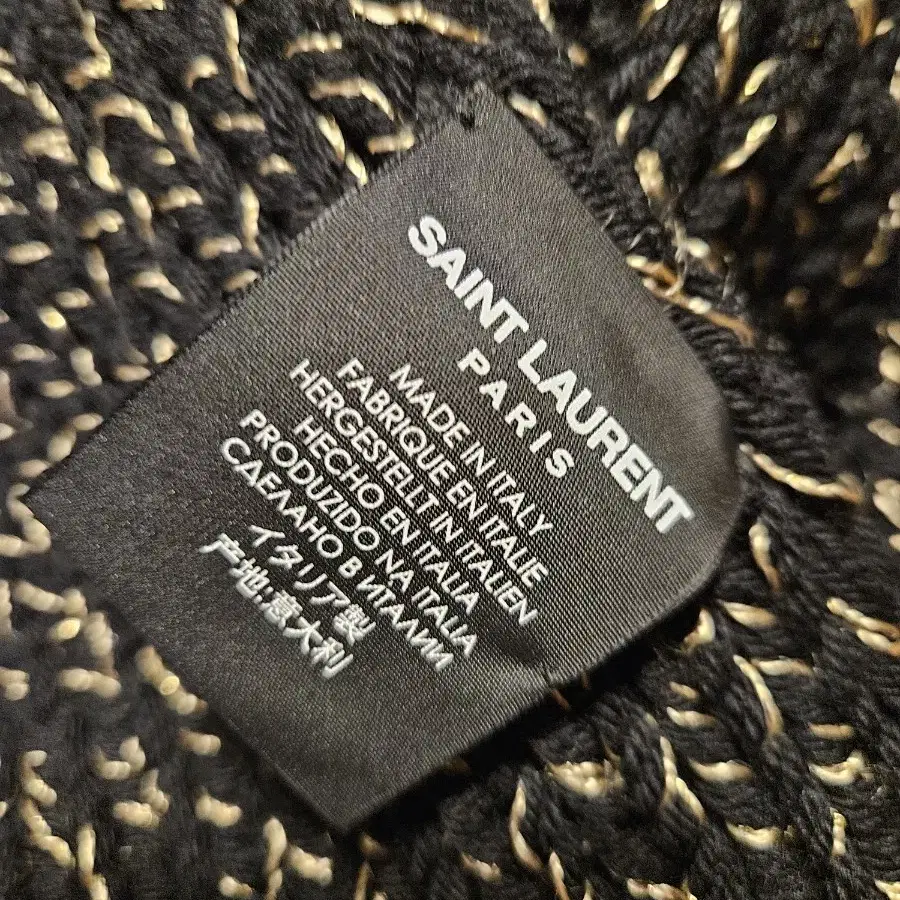 SAINT LAURENT
PARIS
MADE IN ITALY
FABRIQUE EN ITALIE
HERGESTELLT IN ITALIEN
HECHO EN ITALIA
PRODUZIDO NA ITALIA
СДЕЛАНО В ИТАЛИИ
イタリア製
产地:意大利